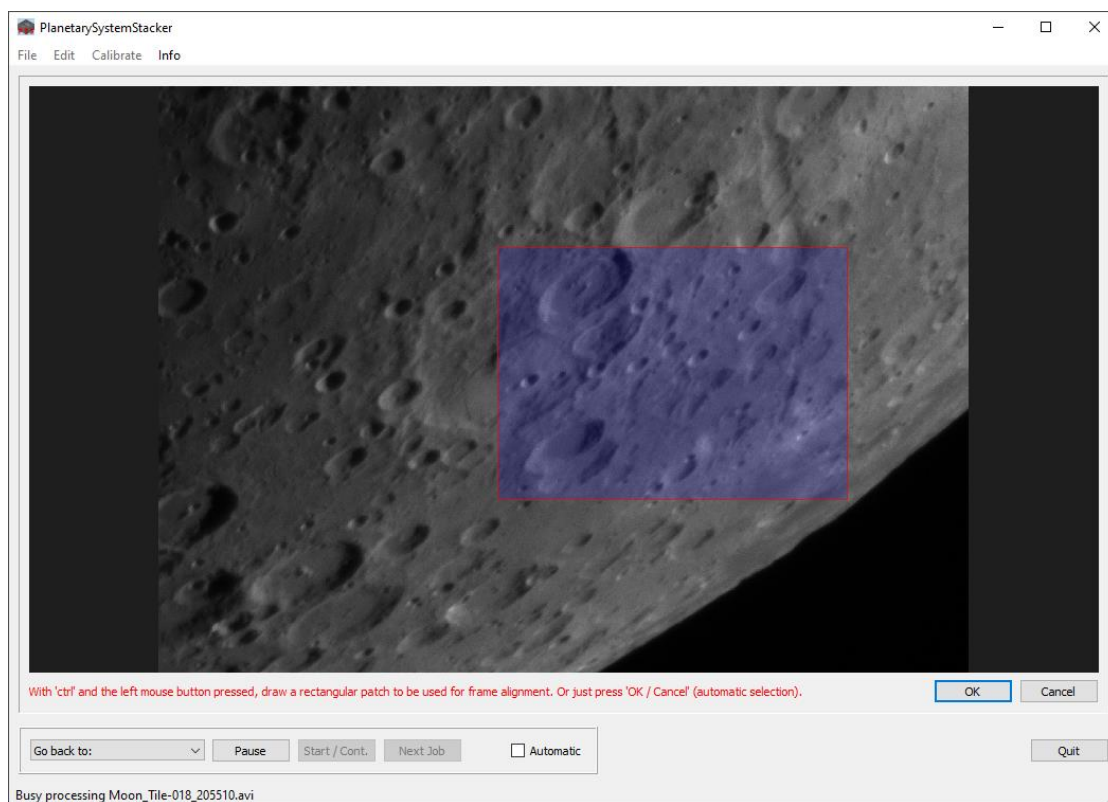 PlanetarySystemStacker
File Edit Calibrate Info
With 'ctrl' and the left mouse button pressed, draw a rectangular patch to be used for frame alignment. Or just press 'OK / Cancel' (automatic selection).
OK Cancel
Go back to: Pause Start / Cont. Next Job Automatic Quit
Busy processing Moon_Tile-018_205510.avi